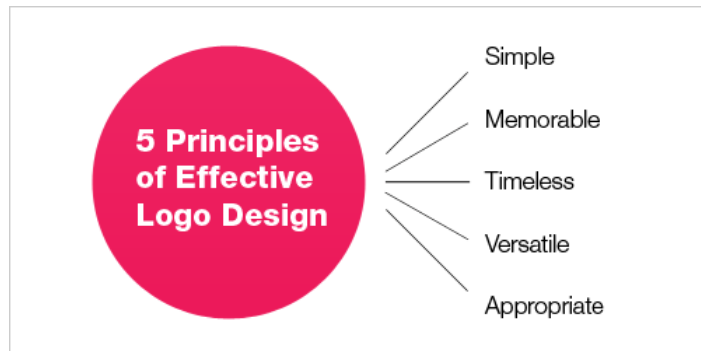 5 Principles
of Effective
Logo Design
Simple
Memorable
Timeless
Versatile
Appropriate